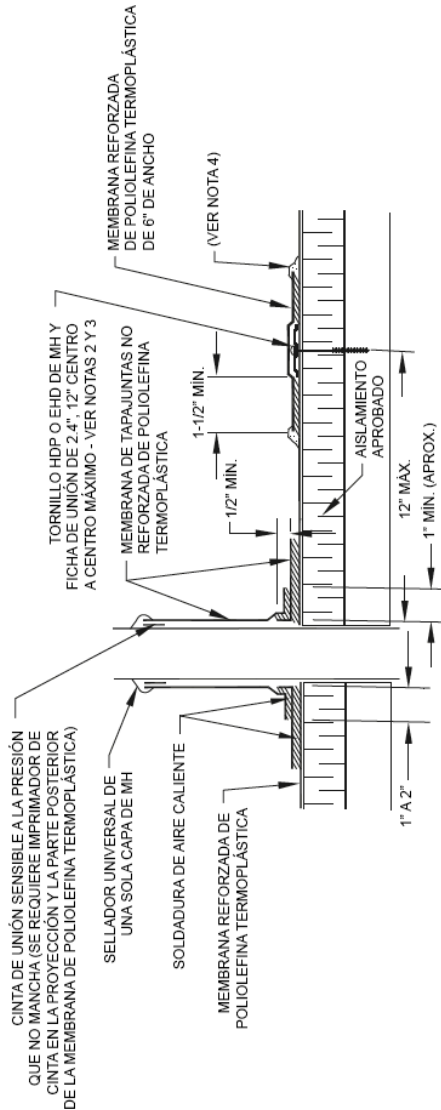 CINTA DE UNIÓN SENSIBLE A LA PRESIÓN
QUE NO MANCHA (SE REQUIERE IMPRIMADOR DE
CINTA EN LA PROYECCIÓN Y LA PARTE POSTERIOR
DE LA MEMBRANA DE POLIOLEFINA TERMOPLÁSTICA)
SELLADOR UNIVERSAL DE
UNA SOLA CAPA DE MH
SOLDADURA DE AIRE CALIENTE
MEMBRANA REFORZADA DE
POLIOLEFINA TERMOPLÁSTICA
TORNILLO HDP O EHD DE MH Y
FICHA DE UNIÓN DE 2.4", 12" CENTRO
A CENTRO MÁXIMO - VER NOTAS 2 Y 3
MEMBRANA DE TAPAJUNTAS NO
REFORZADA DE POLIOLEFINA
TERMOPLÁSTICA
MEMBRANA REFORZADA
DE POLIOLEFINA TERMOPLÁSTICA
DE 6" DE ANCHO
1/2" MÍN.
1-1/2" MÍN.
(VER NOTA 4)
AISLAMIENTO
APROBADO
12" MÁX.
1" MÍN. (APROX.)
1" A 2"